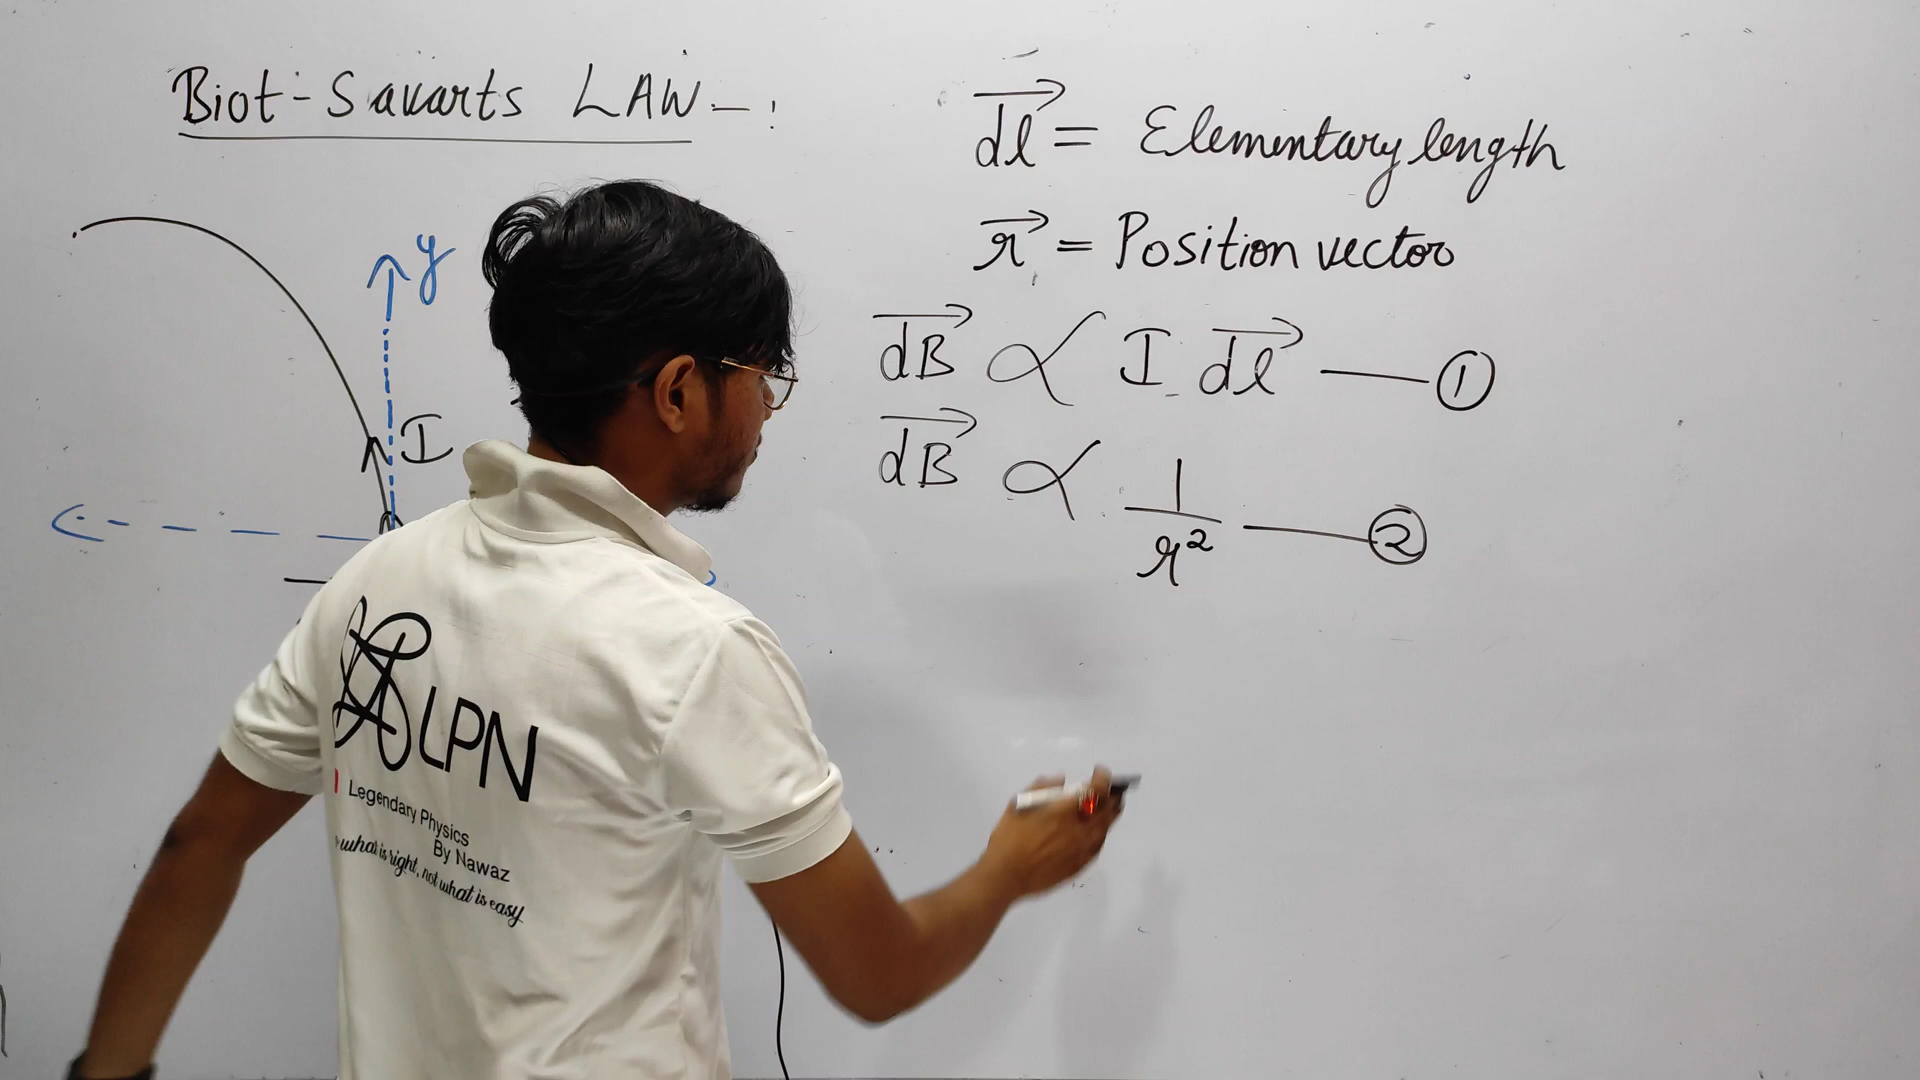 Biot-Savarts LAW-:
y
I
dl⃗ = Elementary length
r⃗ = Position vector
dB⃗ ∝ I dl⃗ — ①
dB⃗ ∝ 1/r² — ②
LPN
Legendary Physics
By Nawaz
what is right, not what is easy